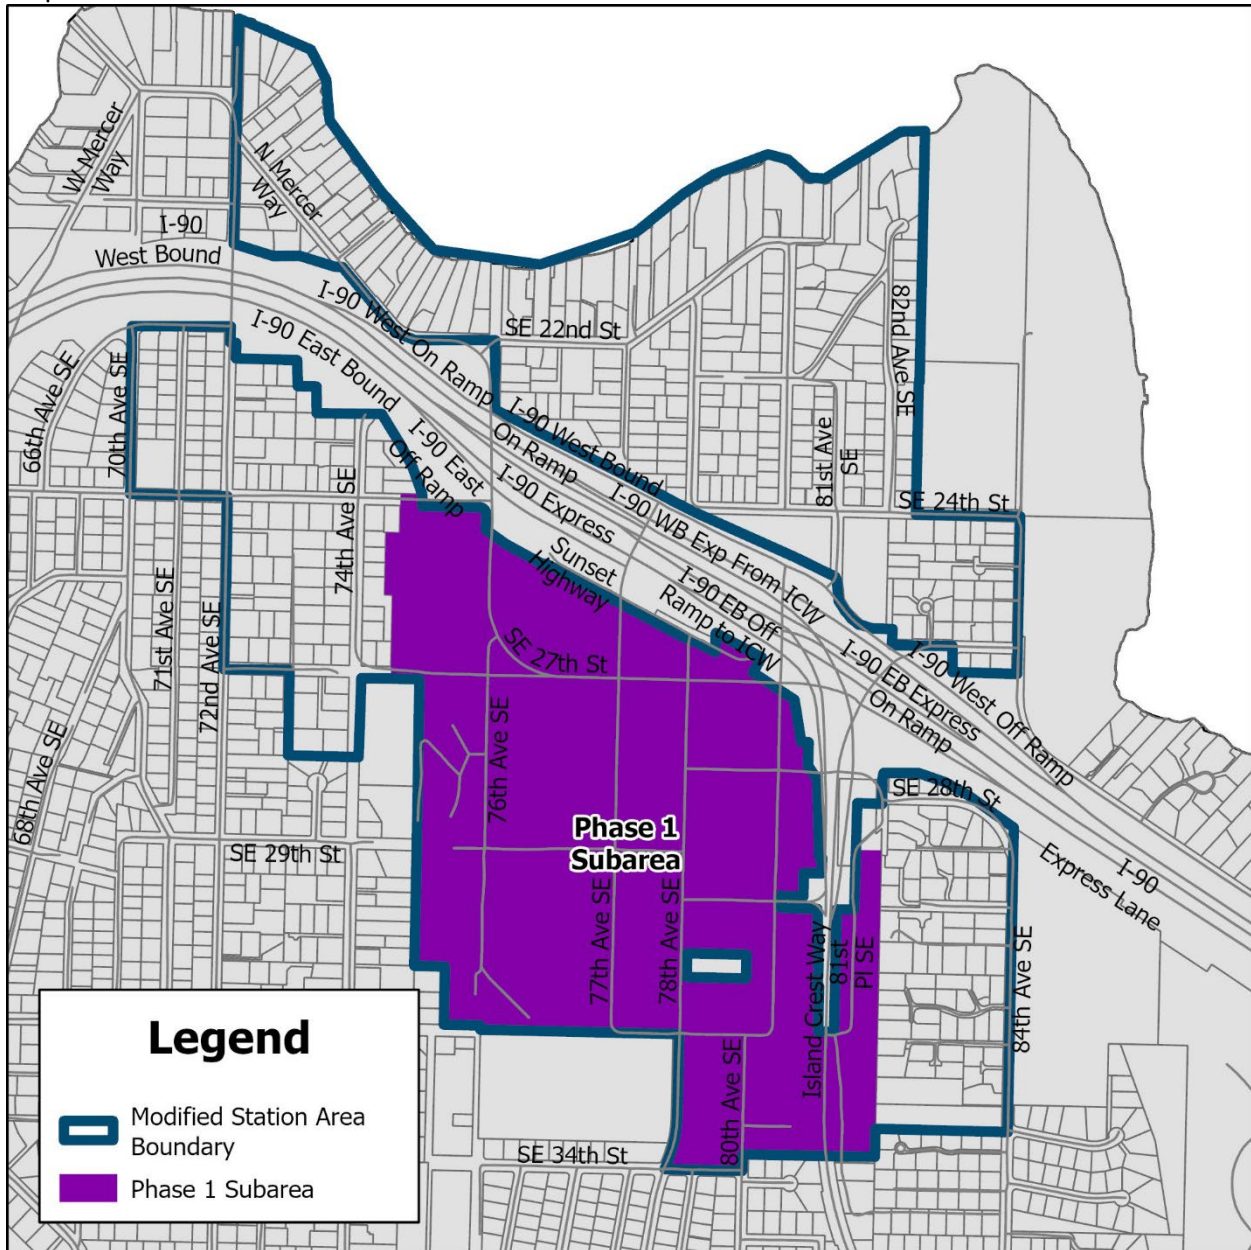 W Mercer
Way
N Mercer
Way
I-90
West Bound
I-90 West On Ramp
I-90 East Bound
SE 22nd St
82nd Ave SE
66th Ave SE
70th Ave SE
I-90 East
Off Ramp
On Ramp
I-90 West Bound
I-90 Express
I-90 WB Exp From ICW
81st Ave
SE
SE 24th St
74th Ave SE
Sunset
Highway
I-90 EB Off
Ramp to ICW
71st Ave SE
72nd Ave SE
SE 27th St
I-90 EB Express
On Ramp
I-90 West Off Ramp
68th Ave SE
76th Ave SE
SE 28th St
Phase 1
Subarea
SE 29th St
I-90
Express Lane
77th Ave SE
78th Ave SE
Island Crest Way
81st
Pl SE
84th Ave SE
80th Ave SE
SE 34th St
Legend
Modified Station Area
Boundary
Phase 1 Subarea